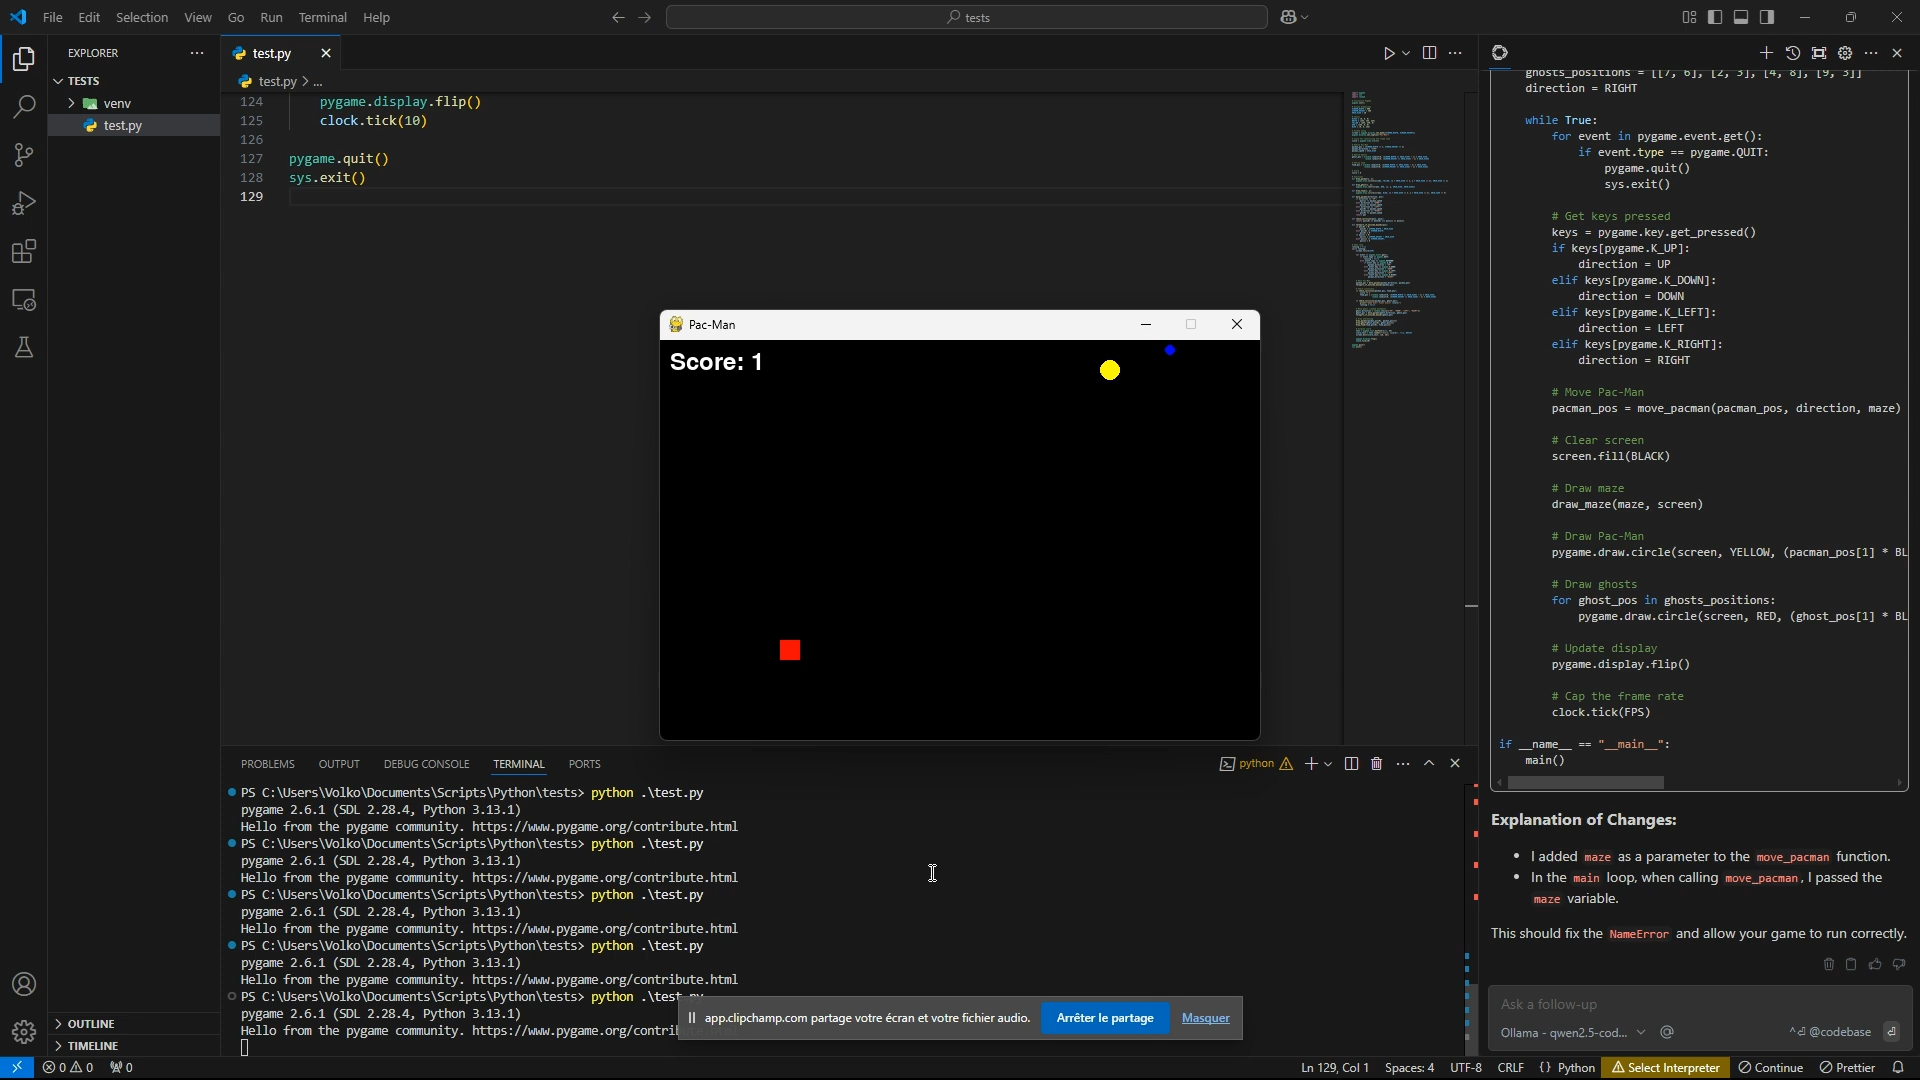 File Edit Selection View Go Run Terminal Help
tests
EXPLORER
TESTS
venv
test.py
OUTLINE
TIMELINE
test.py
test.py > ...
124 pygame.display.flip()
125 clock.tick(10)
126
127 pygame.quit()
128 sys.exit()
129
Pac-Man
Score: 1
PROBLEMS OUTPUT DEBUG CONSOLE TERMINAL PORTS
python
PS C:\Users\Volko\Documents\Scripts\Python\tests> python .\test.py
pygame 2.6.1 (SDL 2.28.4, Python 3.13.1)
Hello from the pygame community. https://www.pygame.org/contribute.html
PS C:\Users\Volko\Documents\Scripts\Python\tests> python .\test.py
pygame 2.6.1 (SDL 2.28.4, Python 3.13.1)
Hello from the pygame community. https://www.pygame.org/contribute.html
PS C:\Users\Volko\Documents\Scripts\Python\tests> python .\test.py
pygame 2.6.1 (SDL 2.28.4, Python 3.13.1)
Hello from the pygame community. https://www.pygame.org/contribute.html
PS C:\Users\Volko\Documents\Scripts\Python\tests> python .\test.py
pygame 2.6.1 (SDL 2.28.4, Python 3.13.1)
Hello from the pygame community. https://www.pygame.org/contribute.html
PS C:\Users\Volko\Documents\Scripts\Python\tests> python .\test.py
pygame 2.6.1 (SDL 2.28.4, Python 3.13.1)
Hello from the pygame community. https://www.pygame.org/contribute.html
app.clipchamp.com partage votre écran et votre fichier audio. Arrêter le partage Masquer
ghosts_positions = [[7, 6], [2, 3], [4, 8], [9, 3]]
direction = RIGHT
while True:
for event in pygame.event.get():
if event.type == pygame.QUIT:
pygame.quit()
sys.exit()
# Get keys pressed
keys = pygame.key.get_pressed()
if keys[pygame.K_UP]:
direction = UP
elif keys[pygame.K_DOWN]:
direction = DOWN
elif keys[pygame.K_LEFT]:
direction = LEFT
elif keys[pygame.K_RIGHT]:
direction = RIGHT
# Move Pac-Man
pacman_pos = move_pacman(pacman_pos, direction, maze)
# Clear screen
screen.fill(BLACK)
# Draw maze
draw_maze(maze, screen)
# Draw Pac-Man
pygame.draw.circle(screen, YELLOW, (pacman_pos[1] * BL
# Draw ghosts
for ghost_pos in ghosts_positions:
pygame.draw.circle(screen, RED, (ghost_pos[1] * BL
# Update display
pygame.display.flip()
# Cap the frame rate
clock.tick(FPS)
if __name__ == "__main__":
main()
Explanation of Changes:
• I added maze as a parameter to the move_pacman function.
• In the main loop, when calling move_pacman, I passed the
maze variable.
This should fix the NameError and allow your game to run correctly.
Ask a follow-up
Ollama - qwen2.5-cod... @ ^⏎ @codebase
0 0 0
Ln 129, Col 1 Spaces: 4 UTF-8 CRLF {} Python Select Interpreter Continue Prettier